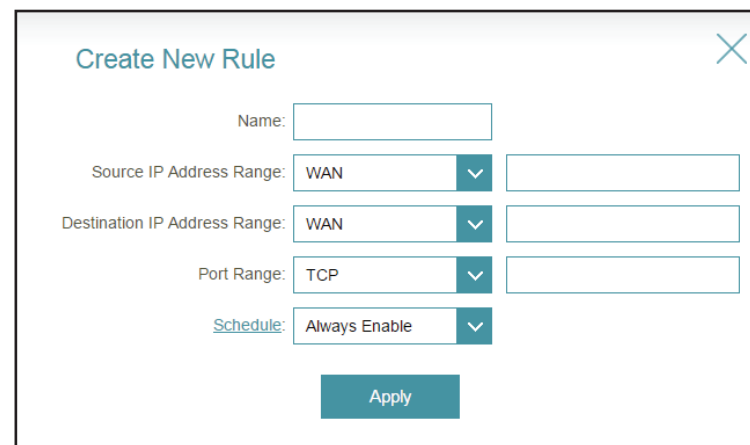 Create New Rule
Name:
Source IP Address Range: WAN
Destination IP Address Range: WAN
Port Range: TCP
Schedule: Always Enable
Apply